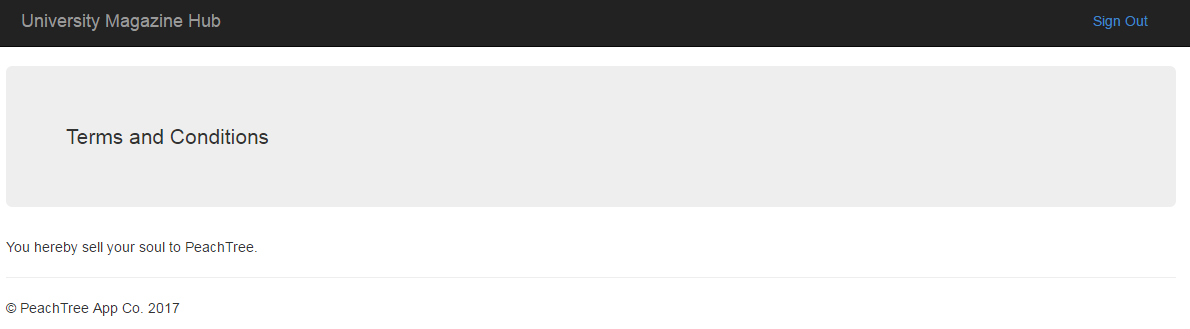 University Magazine Hub
Sign Out
Terms and Conditions
You hereby sell your soul to PeachTree.
© PeachTree App Co. 2017